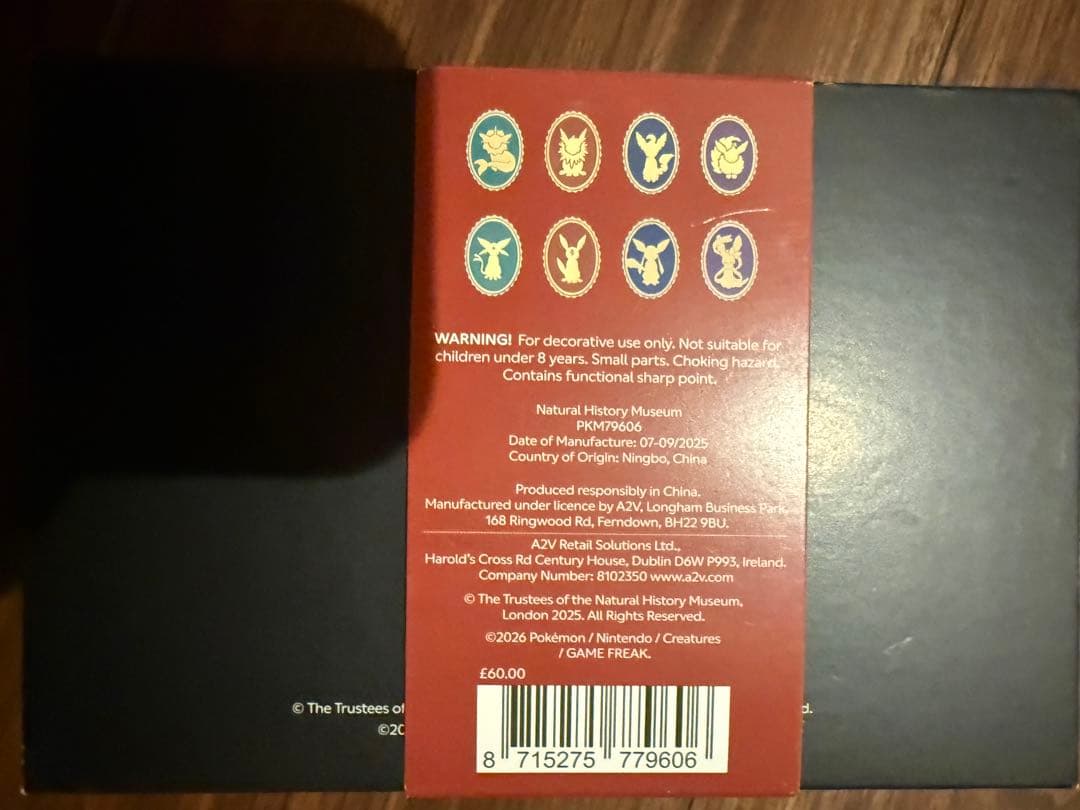 WARNING! For decorative use only. Not suitable for
children under 8 years. Small parts. Choking hazard.
Contains functional sharp point.
Natural History Museum
PKM79606
Date of Manufacture: 07-09/2025
Country of Origin: Ningbo, China
Produced responsibly in China.
Manufactured under licence by A2V, Longham Business Park,
168 Ringwood Rd, Ferndown, BH22 9BU.
A2V Retail Solutions Ltd.,
Harold's Cross Rd Century House, Dublin D6W P993, Ireland.
Company Number: 8102350 www.a2v.com
© The Trustees of the Natural History Museum,
London 2025. All Rights Reserved.
©2026 Pokémon / Nintendo / Creatures
/ GAME FREAK.
£60.00
8 715275 779606
© The Trustees of
d.
©20